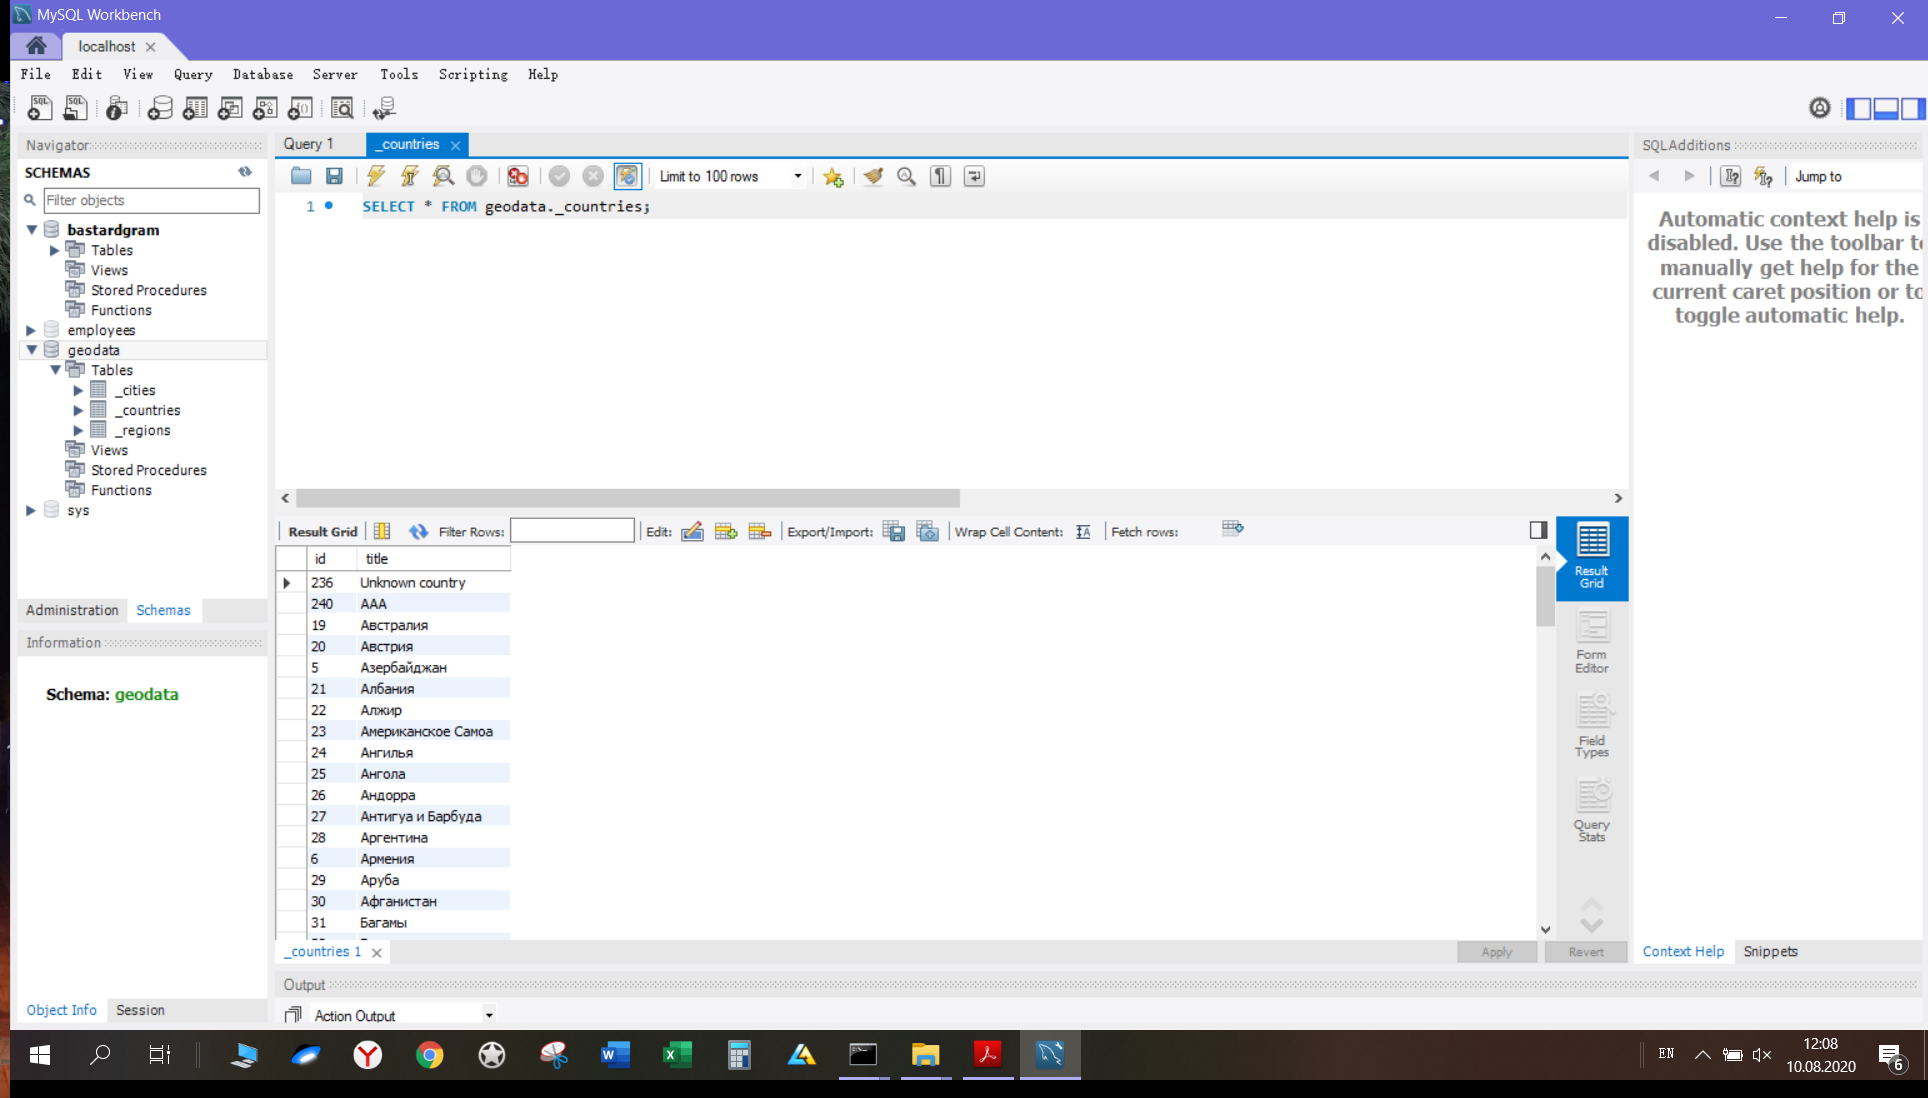 MySQL Workbench
localhost
File Edit View Query Database Server Tools Scripting Help
Navigator
SCHEMAS
Filter objects
bastardgram
Tables
Views
Stored Procedures
Functions
employees
geodata
Tables
_cities
_countries
_regions
Views
Stored Procedures
Functions
sys
Administration Schemas
Information
Schema: geodata
Object Info Session
Query 1 _countries
Limit to 100 rows
1 SELECT * FROM geodata._countries;
Result Grid Filter Rows: Edit: Export/Import: Wrap Cell Content: Fetch rows:
id title
236 Unknown country
240 AAA
19 Австралия
20 Австрия
5 Азербайджан
21 Албания
22 Алжир
23 Американское Самоа
24 Ангилья
25 Ангола
26 Андорра
27 Антигуа и Барбуда
28 Аргентина
6 Армения
29 Аруба
30 Афганистан
31 Багамы
Result
Grid
Form
Editor
Field
Types
Query
Stats
_countries 1
Apply Revert
Output
Action Output
SQLAdditions
Jump to
Automatic context help is
disabled. Use the toolbar to
manually get help for the
current caret position or to
toggle automatic help.
Context Help Snippets
EN
12:08
10.08.2020
6